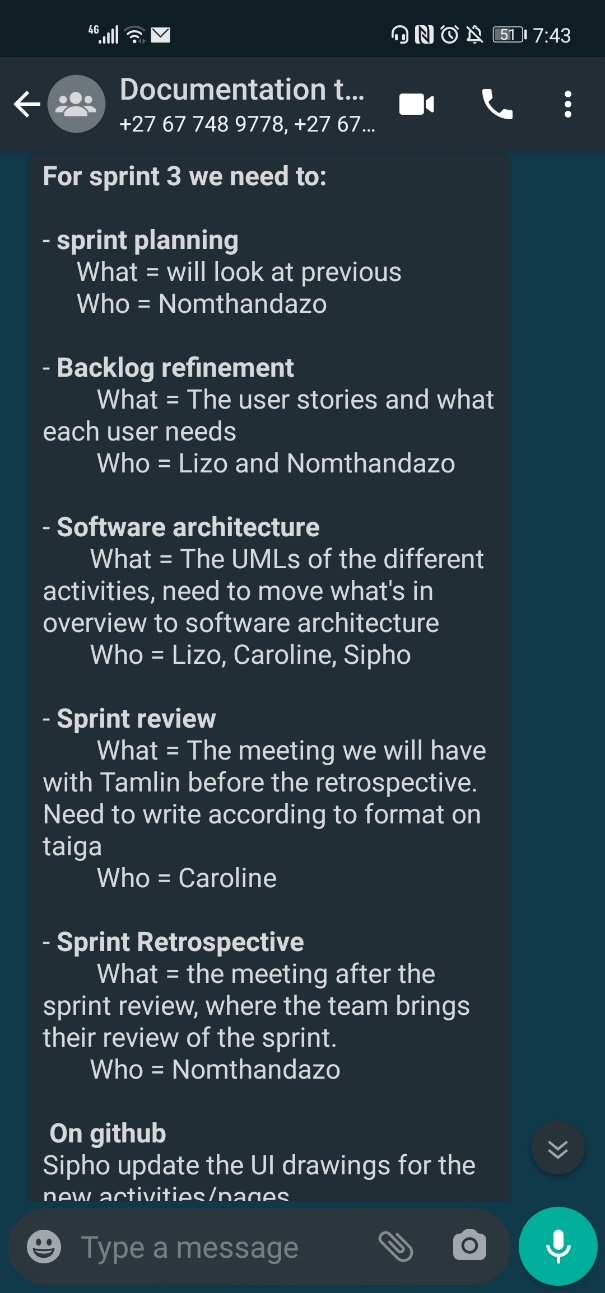 4G 51 7:43
Documentation t...
+27 67 748 9778, +27 67...
For sprint 3 we need to:
- sprint planning
What = will look at previous
Who = Nomthandazo
- Backlog refinement
What = The user stories and what
each user needs
Who = Lizo and Nomthandazo
- Software architecture
What = The UMLs of the different
activities, need to move what's in
overview to software architecture
Who = Lizo, Caroline, Sipho
- Sprint review
What = The meeting we will have
with Tamlin before the retrospective.
Need to write according to format on
taiga
Who = Caroline
- Sprint Retrospective
What = the meeting after the
sprint review, where the team brings
their review of the sprint.
Who = Nomthandazo
On github
Sipho update the UI drawings for the
new activities/pages
Type a message